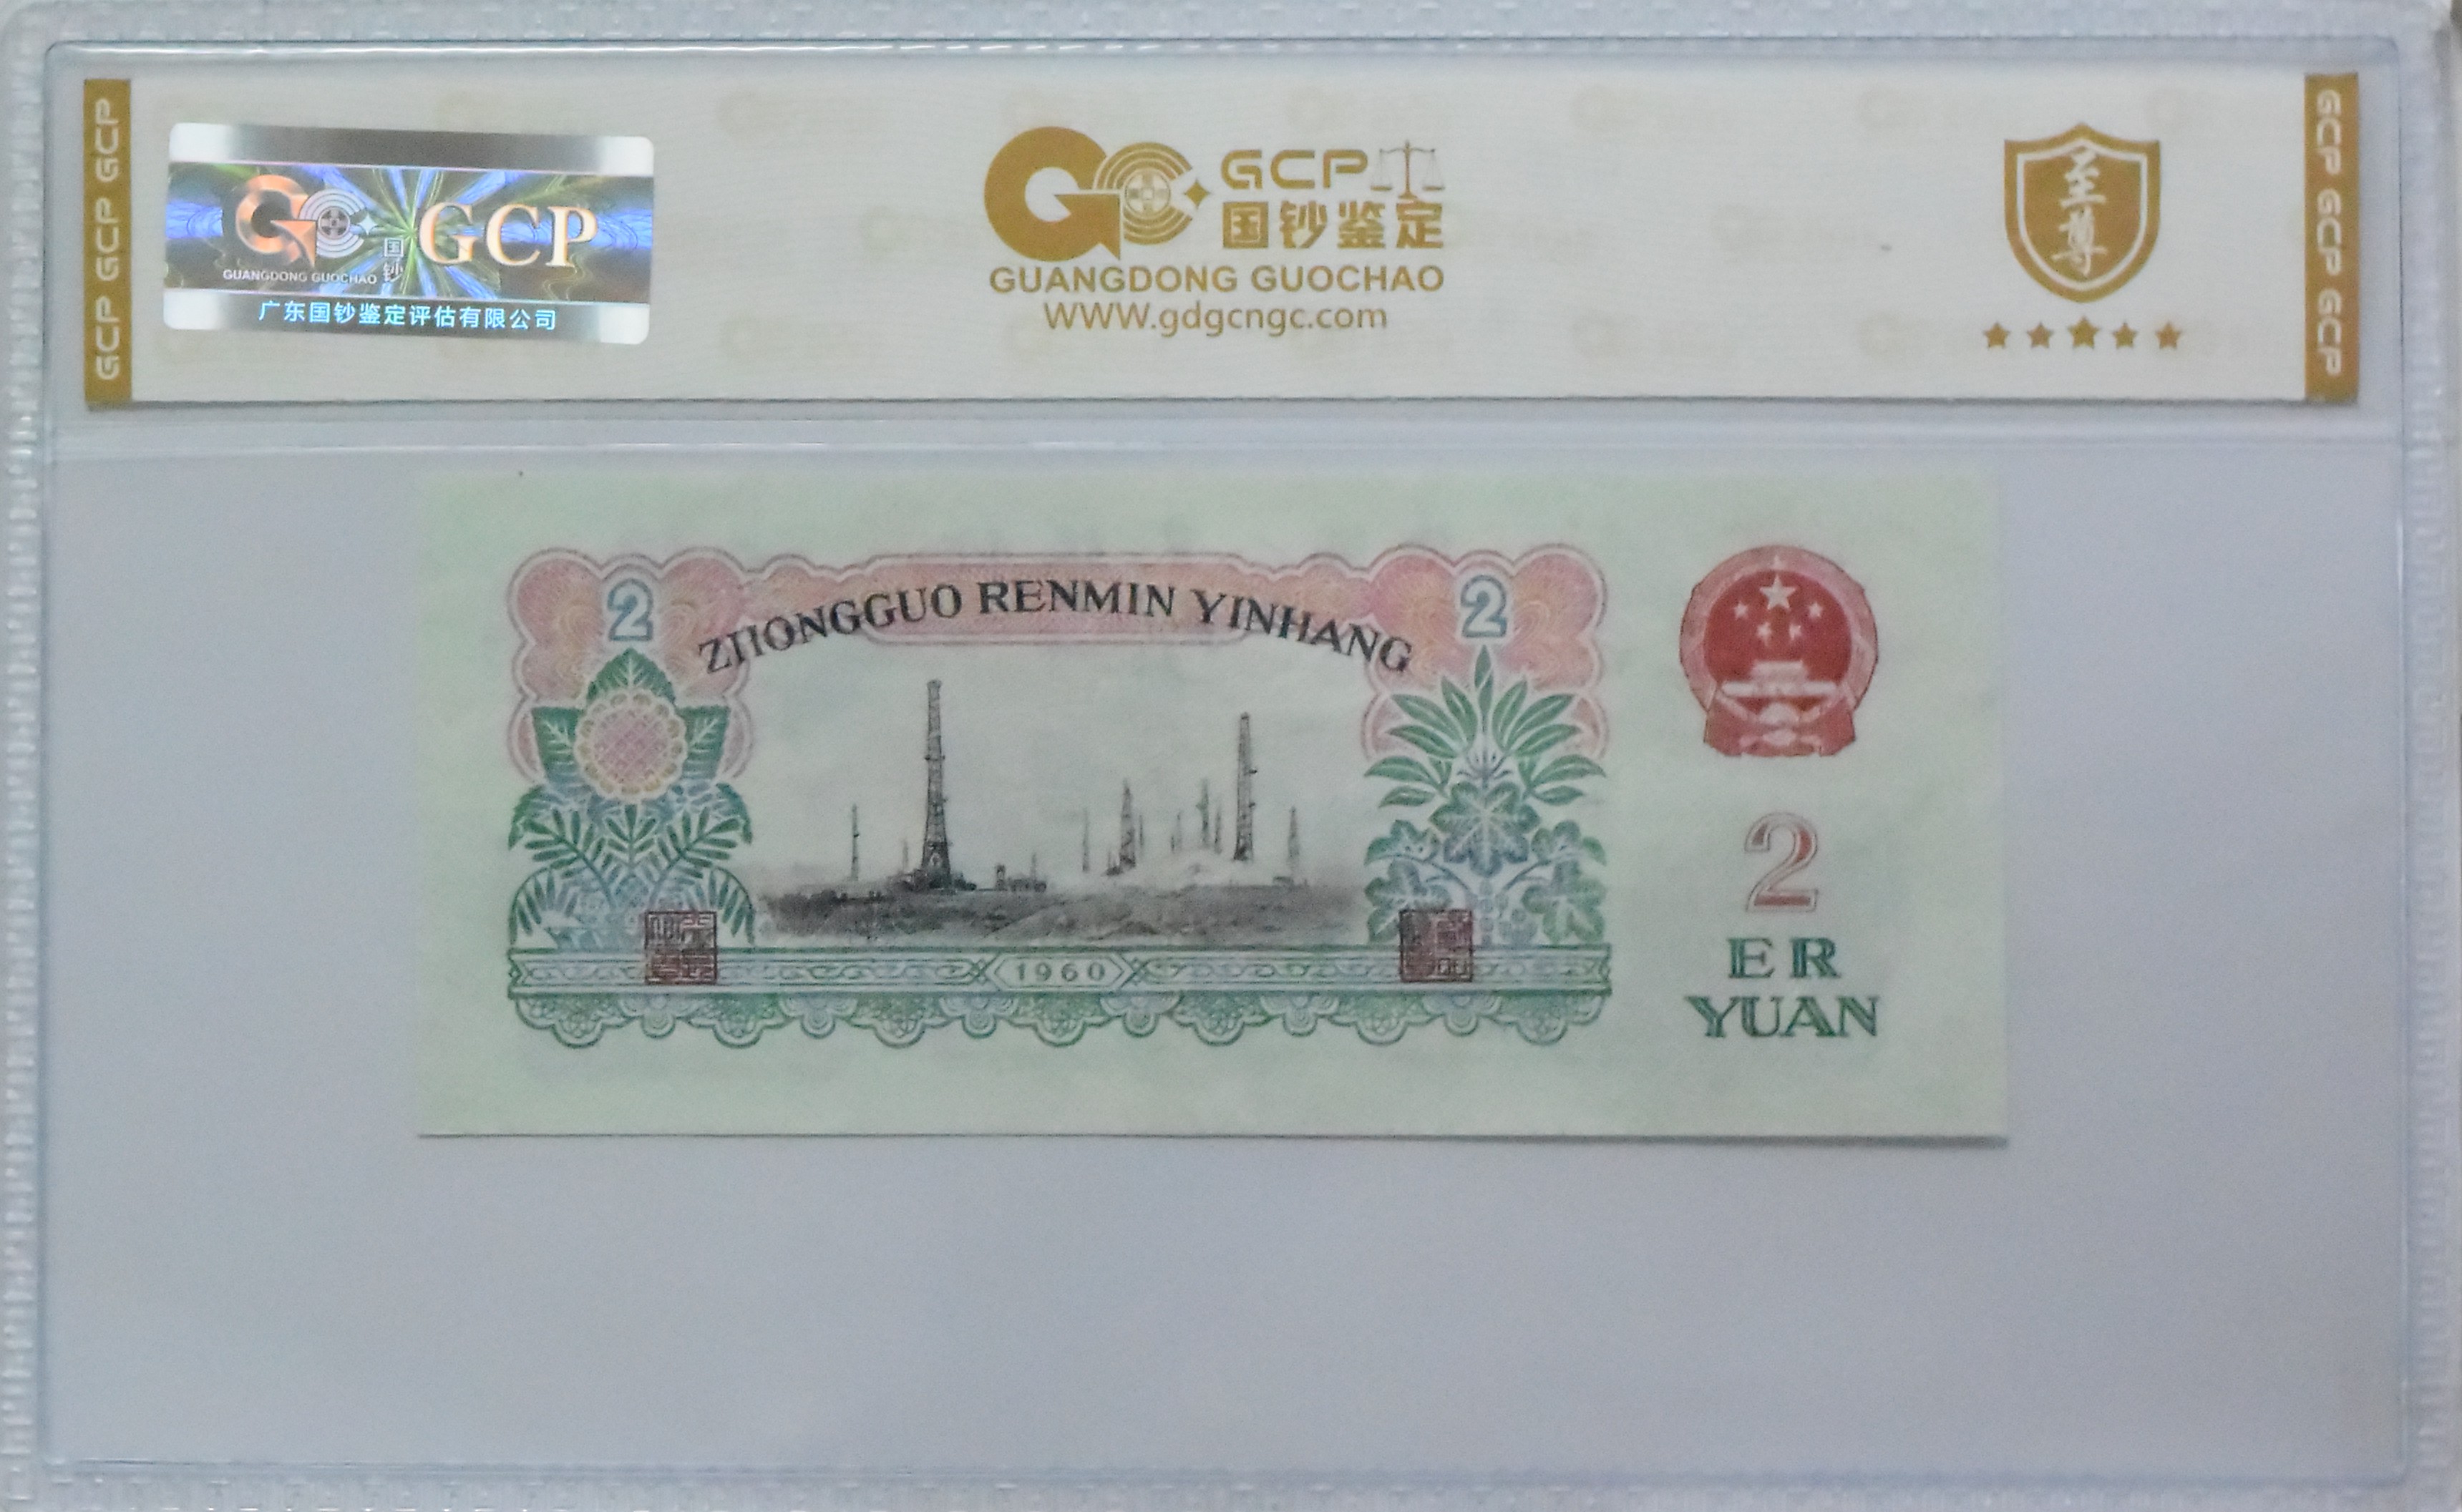 GCP GCP GCP
GCP
国钞
GUANGDONG GUOCHAO
广东国钞鉴定评估有限公司
GCP
国钞鉴定
GUANGDONG GUOCHAO
WWW.gdgcngc.com
至尊
GCP GCP GCP
2
ZHONGGUO RENMIN YINHANG
2
1960
2
ER
YUAN